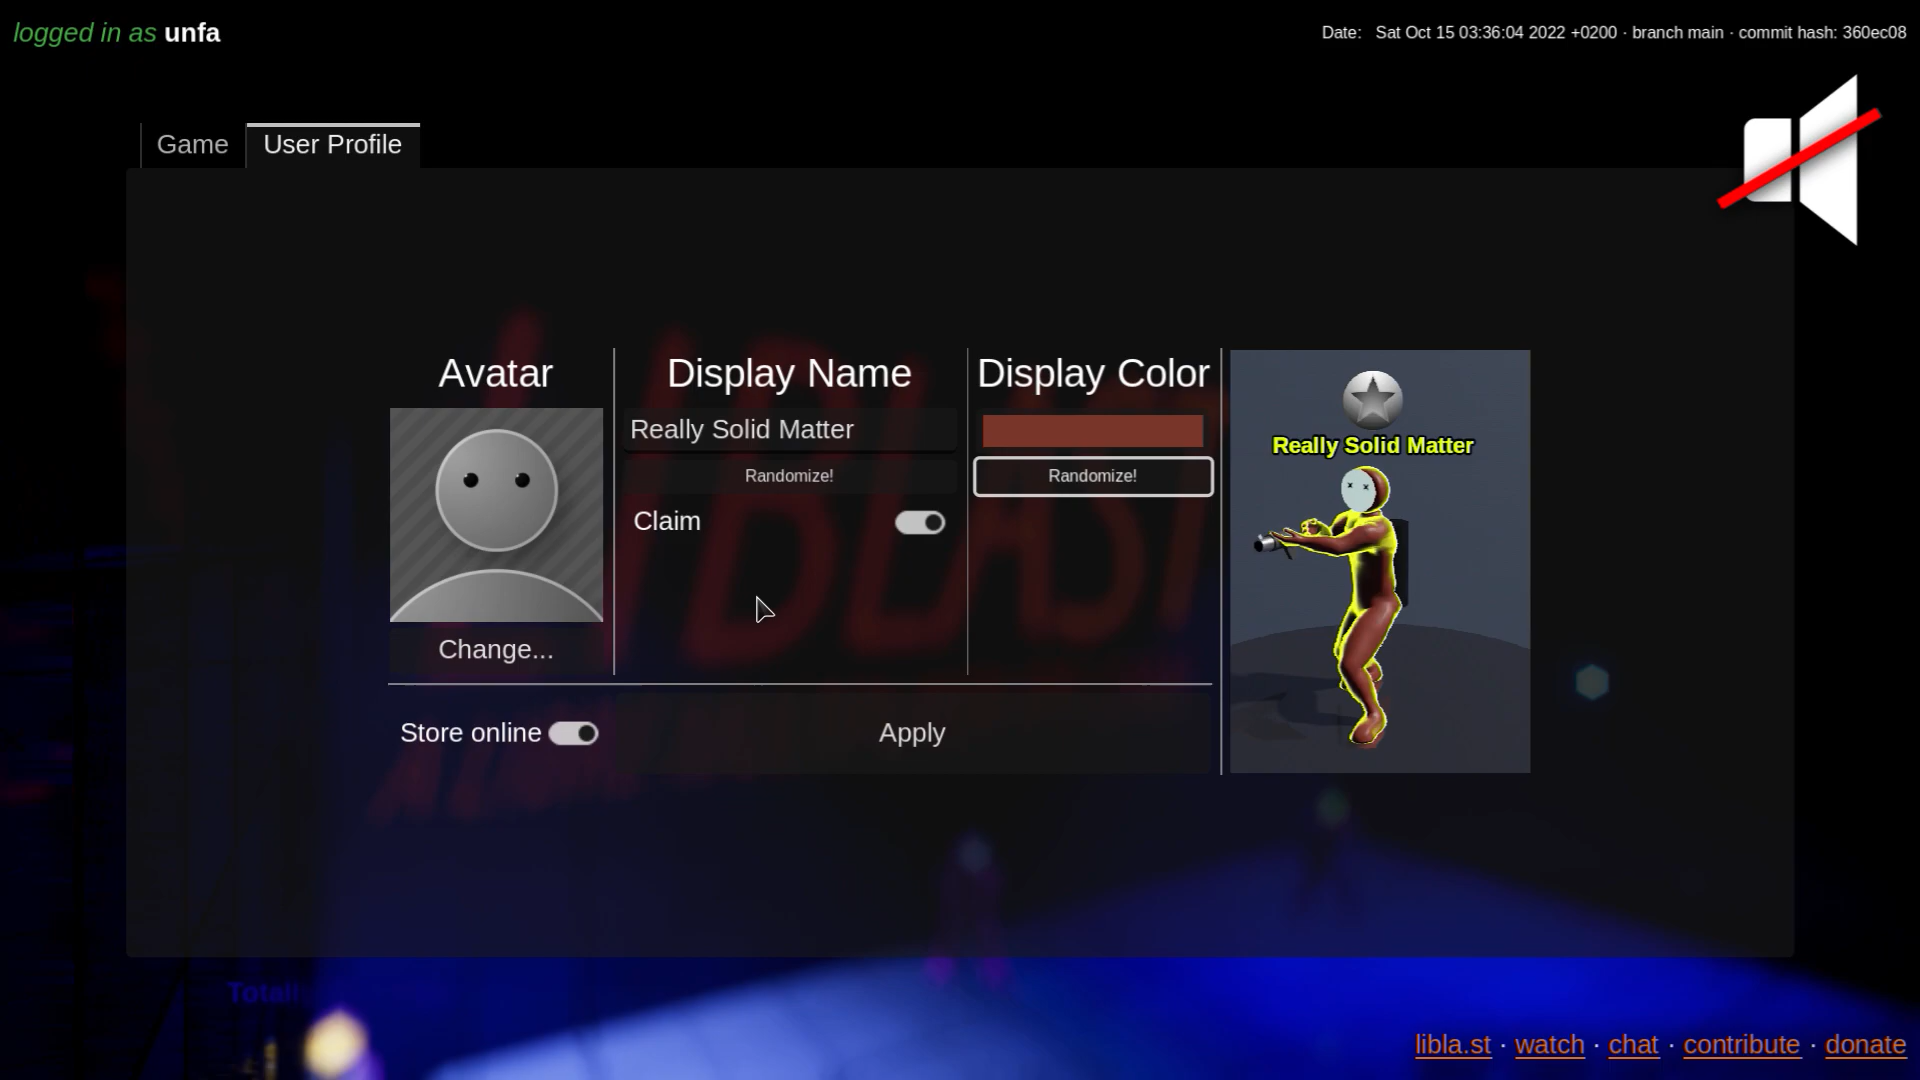 logged in as unfa
Date: Sat Oct 15 03:36:04 2022 +0200 · branch main · commit hash: 360ec08
Game
User Profile
Avatar
Display Name
Display Color
Really Solid Matter
Really Solid Matter
Randomize!
Randomize!
Claim
Change...
Store online
Apply
LIBLAST
Totall
libla.st · watch · chat · contribute · donate